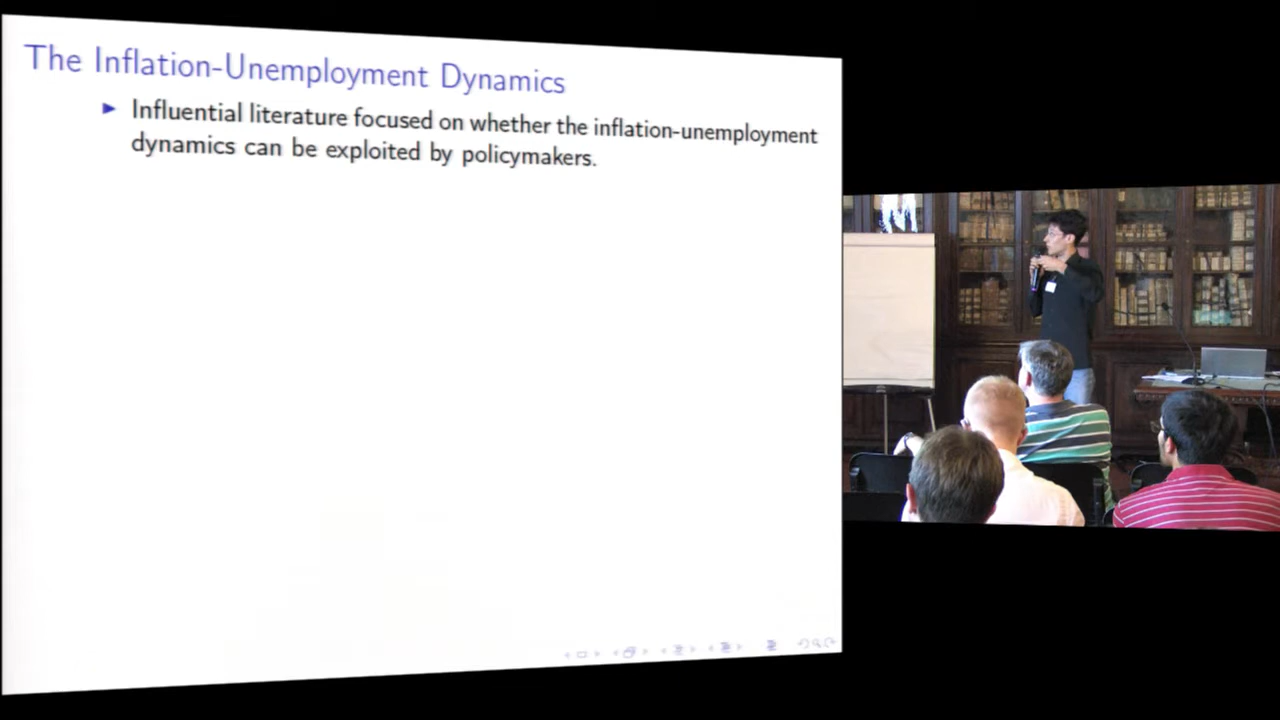 The Inflation-Unemployment Dynamics
Influential literature focused on whether the inflation-unemployment
dynamics can be exploited by policymakers.